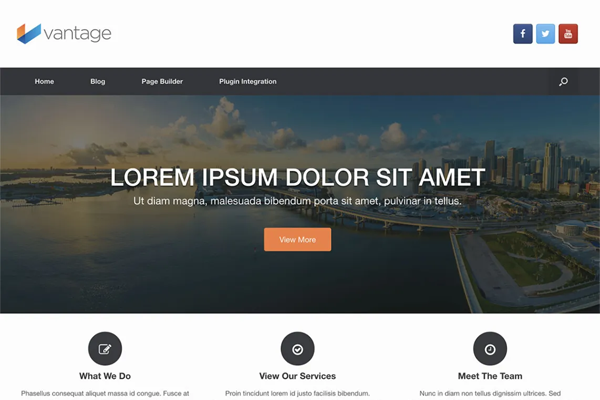 vantage
Home Blog Page Builder Plugin Integration
LOREM IPSUM DOLOR SIT AMET
Ut diam magna, malesuada bibendum porta sit amet, pulvinar in tellus.
View More
What We Do View Our Services Meet The Team
Phasellus consequat aliquet massa id congue. Fusce at Proin tincidunt lorem id justo facilisis bibendum. Nunc in diam non tellus dignissim ultrices. Sed